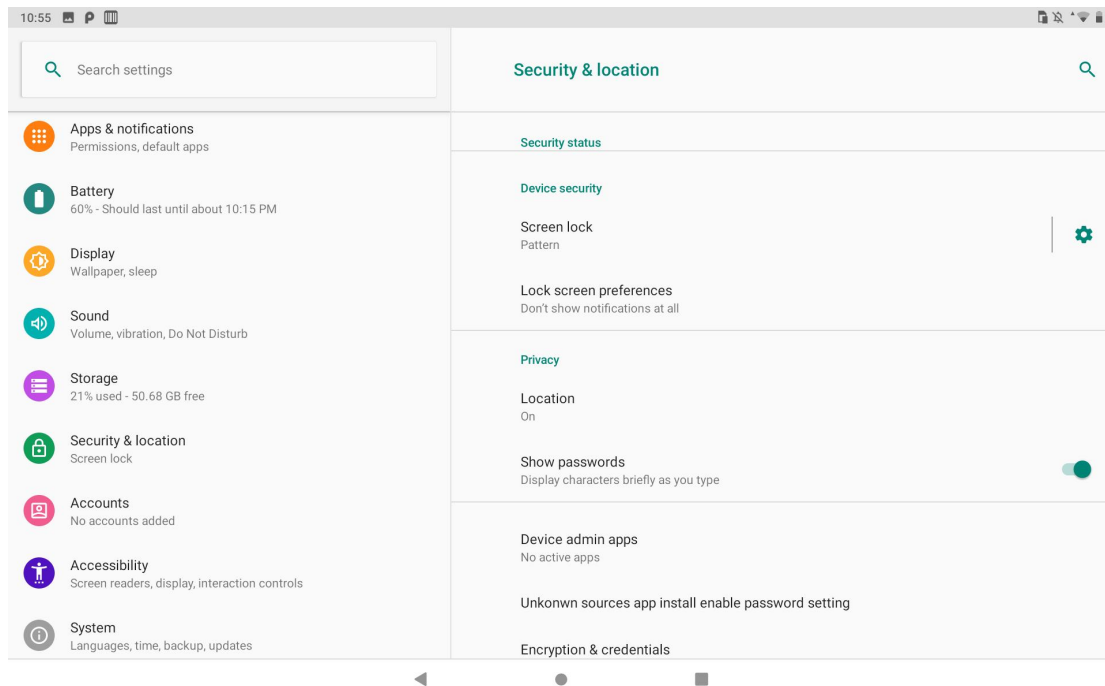 10:55
Search settings
Apps & notifications
Permissions, default apps
Battery
60% - Should last until about 10:15 PM
Display
Wallpaper, sleep
Sound
Volume, vibration, Do Not Disturb
Storage
21% used - 50.68 GB free
Security & location
Screen lock
Accounts
No accounts added
Accessibility
Screen readers, display, interaction controls
System
Languages, time, backup, updates
Security & location
Security status
Device security
Screen lock
Pattern
Lock screen preferences
Don't show notifications at all
Privacy
Location
On
Show passwords
Display characters briefly as you type
Device admin apps
No active apps
Unkonwn sources app install enable password setting
Encryption & credentials